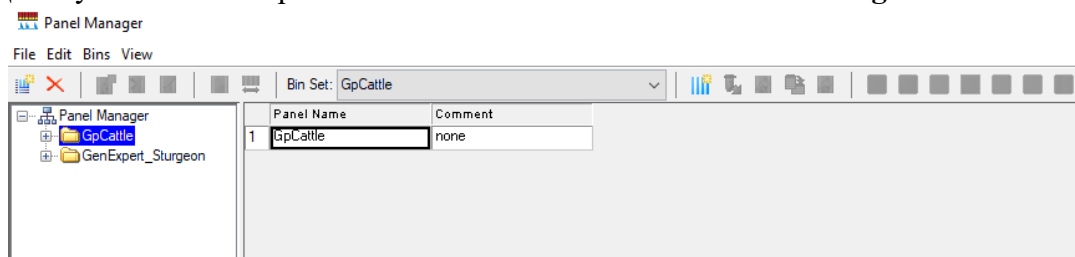 Panel Manager
File Edit Bins View
Bin Set: GpCattle
Panel Manager
GpCattle
GenExpert_Sturgeon
Panel Name Comment
1 GpCattle none